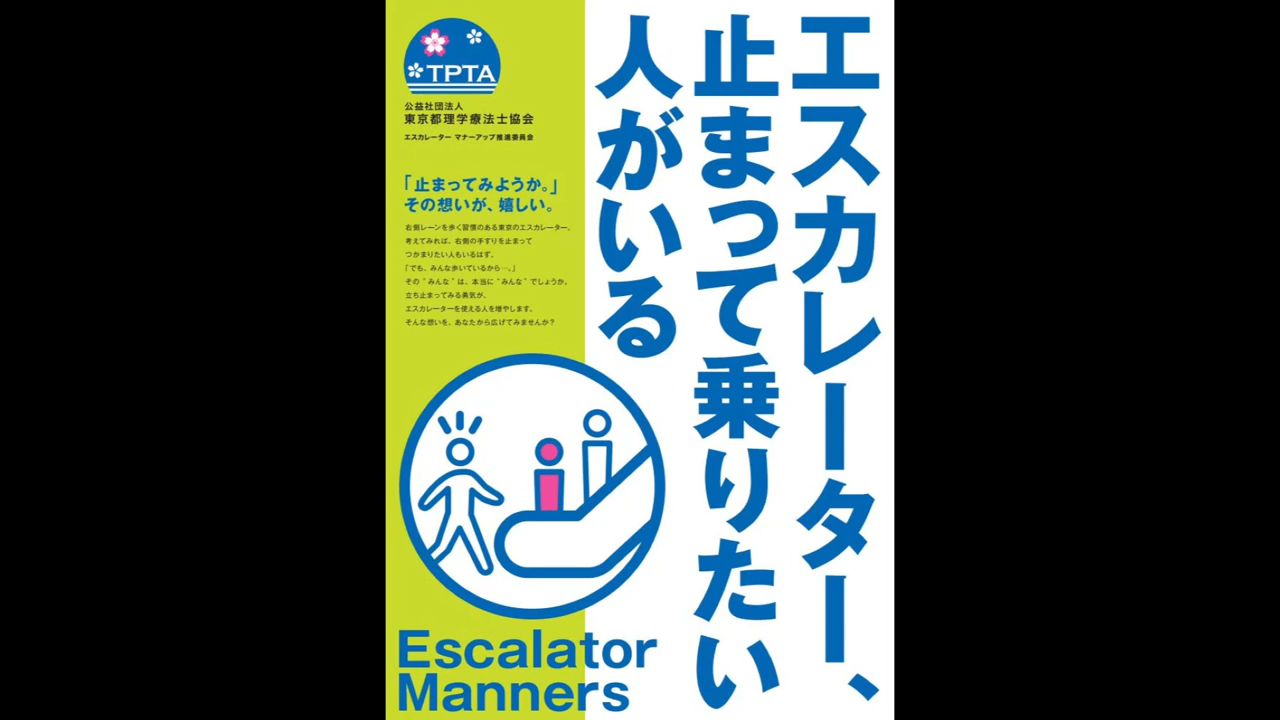 エスカレーター、
止まって乗りたい
人がいる
TPTA
公益社団法人
東京都理学療法士協会
エスカレーター マナーアップ推進委員会
「止まってみようか。」
その想いが、嬉しい。
右側レーンを歩く習慣のある東京のエスカレーター。
考えてみれば、右側の手すりを止まって
つかまりたい人もいるはず。
「でも、みんな歩いているから…。」
その“みんな”は、本当に“みんな”でしょうか。
立ち止まってみる勇気が、
エスカレーターを使える人を増やします。
そんな想いを、あなたから広げてみませんか？
Escalator
Manners